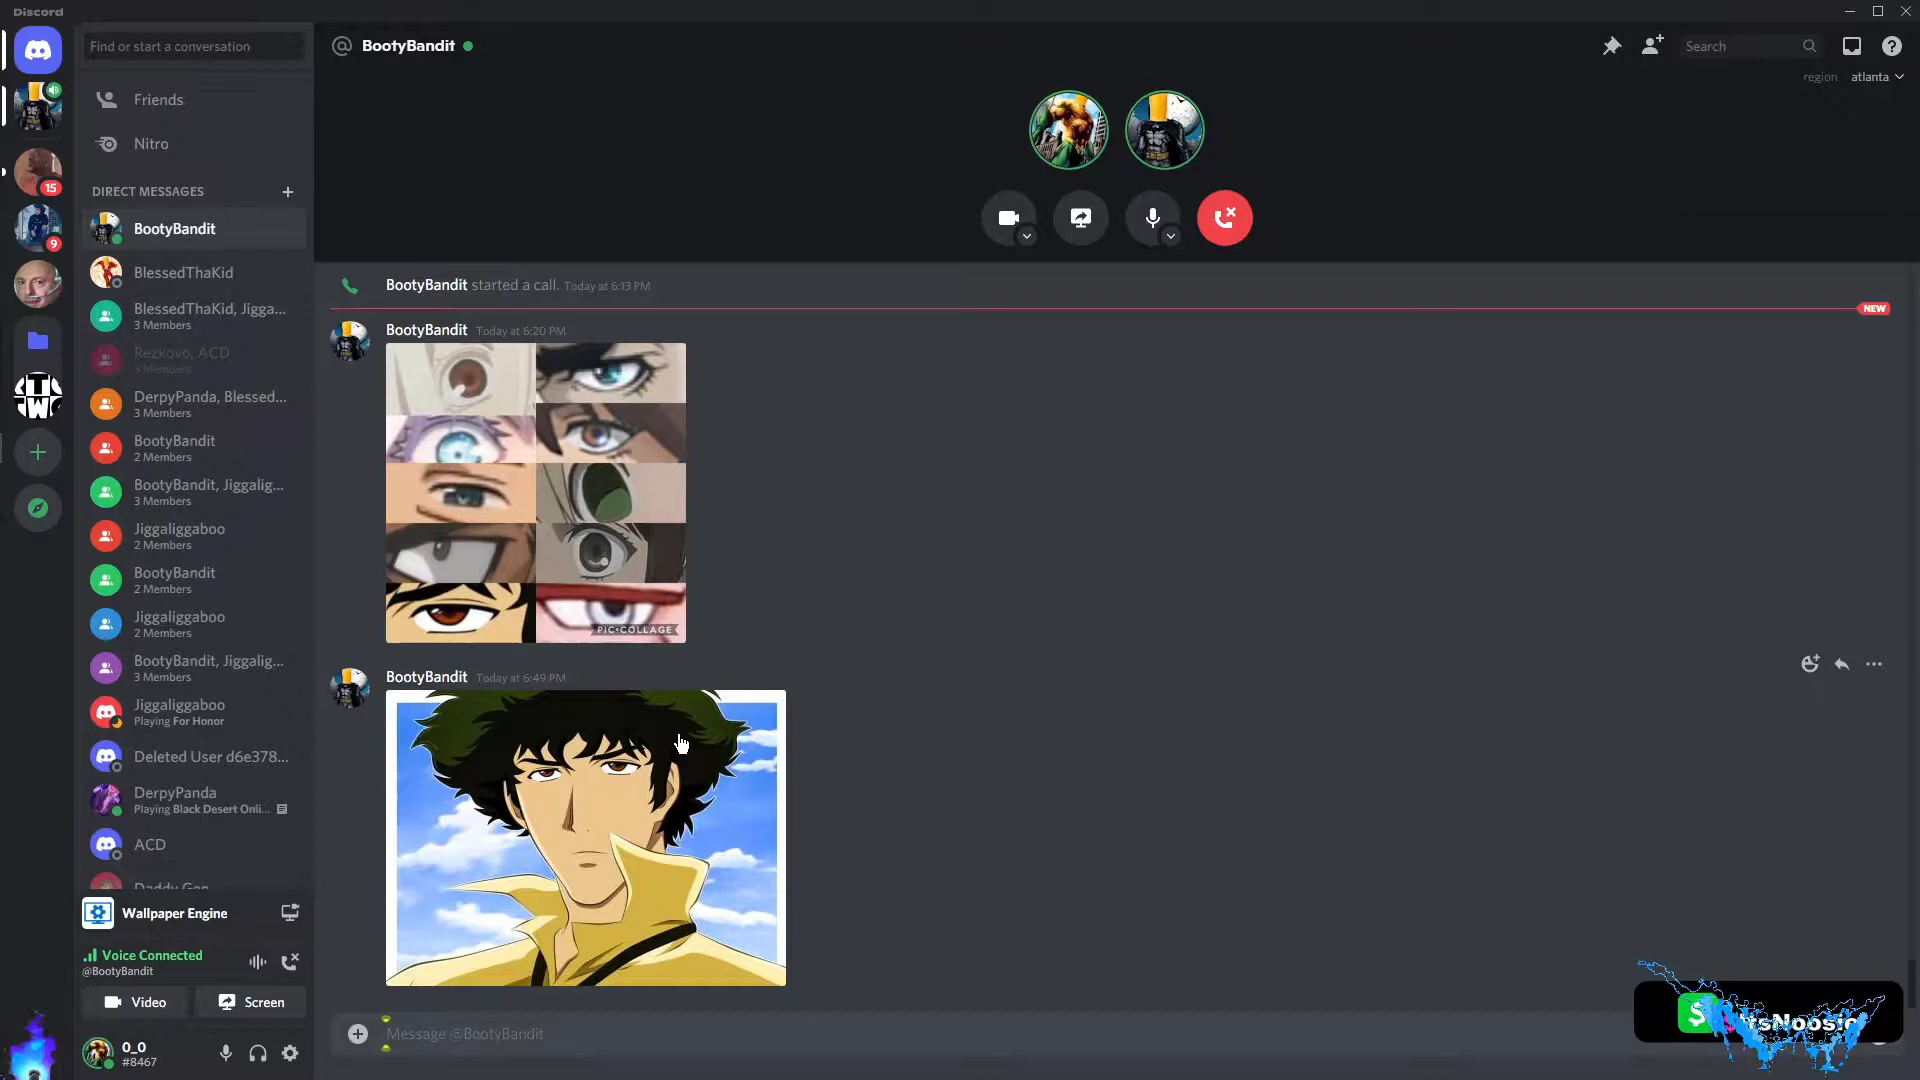 Discord
Find or start a conversation
BootyBandit
Search
region
atlanta
Friends
Nitro
DIRECT MESSAGES
BootyBandit
BlessedThaKid
BlessedThaKid, Jigga...
3 Members
Rezkovo, ACD
3 Members
DerpyPanda, Blessed...
3 Members
BootyBandit
2 Members
BootyBandit, Jiggalig...
3 Members
Jiggaliggaboo
2 Members
BootyBandit
2 Members
Jiggaliggaboo
2 Members
BootyBandit, Jiggalig...
3 Members
Jiggaliggaboo
Playing For Honor
Deleted User d6e378...
DerpyPanda
Playing Black Desert Onli...
ACD
15
9
Wallpaper Engine
Voice Connected
@BootyBandit
Video
Screen
0_0
#8467
BootyBandit started a call. Today at 6:13 PM
NEW
BootyBandit Today at 6:20 PM
PIC•COLLAGE
BootyBandit Today at 6:49 PM
Message @BootyBandit